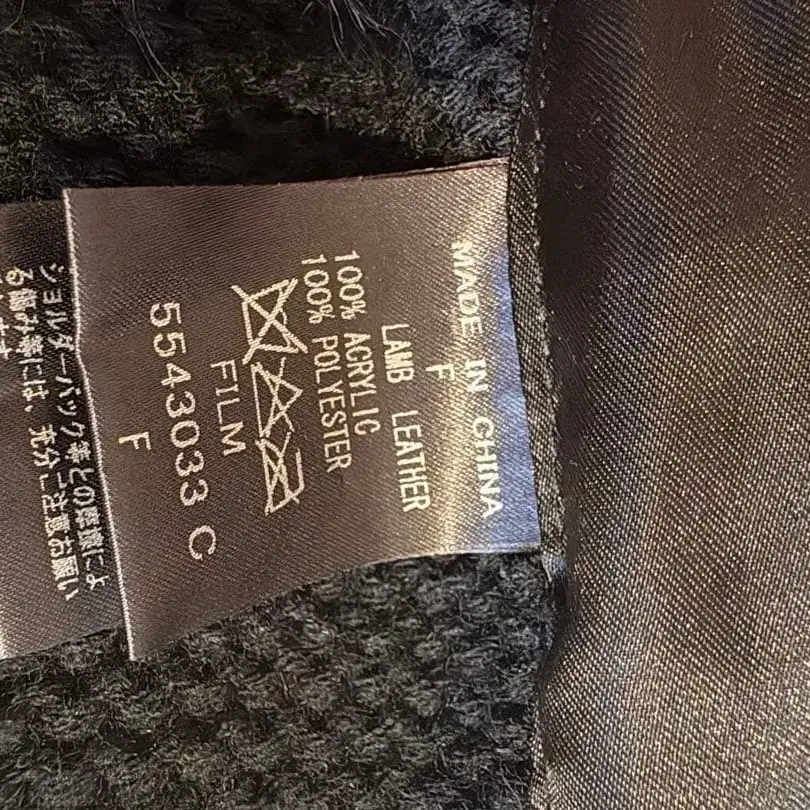 MADE IN CHINA
F
LAMB LEATHER
100% ACRYLIC
100% POLYESTER
FILM
5543033 C
F
ショルダーバック等との摩擦によ
る傷み等には、充分ご注意お願い